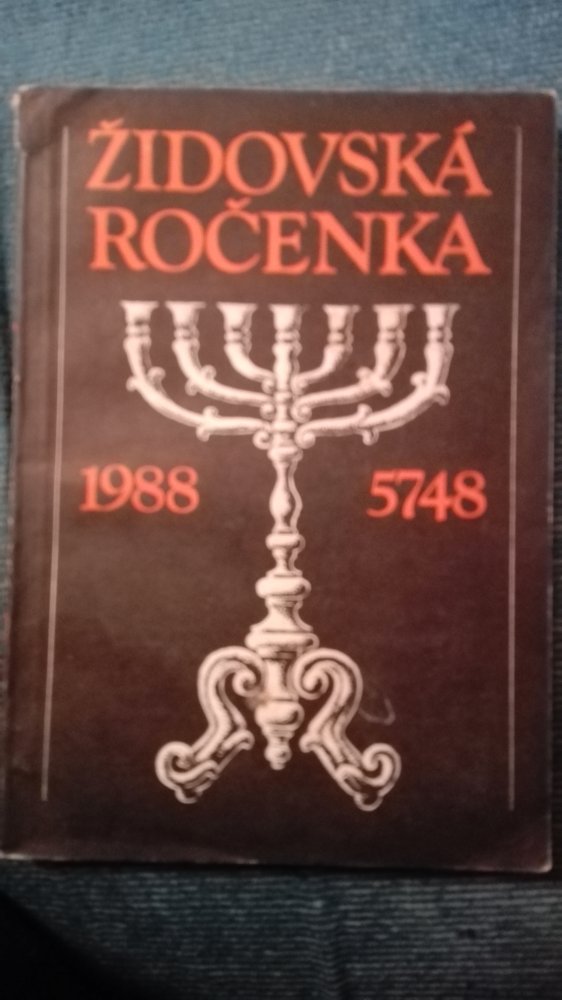 ŽIDOVSKÁ
ROČENKA
1988 5748